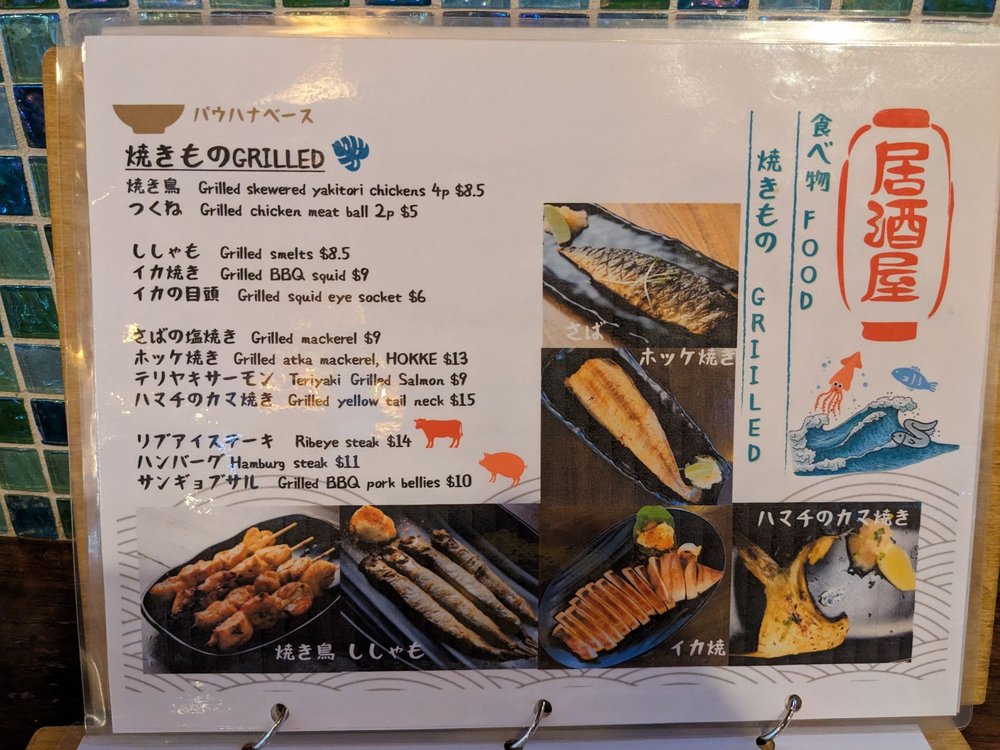 パウハナベース
焼きものGRILLED
焼き鳥 Grilled skewered yakitori chickens 4p $8.5
つくね Grilled chicken meat ball 2p $5
ししゃも Grilled smelts $8.5
イカ焼き Grilled BBQ squid $9
イカの目頭 Grilled squid eye socket $6
さばの塩焼き Grilled mackerel $9
ホッケ焼き Grilled atka mackerel, HOKKE $13
テリヤキサーモン Teriyaki Grilled Salmon $9
ハマチのカマ焼き Grilled yellow tail neck $15
リブアイステーキ Ribeye steak $14
ハンバーグ Hamburg steak $11
サンギョプサル Grilled BBQ pork bellies $10
居酒屋
食べ物 FOOD
焼きもの GRIILED
さば
ホッケ焼き
焼き鳥 ししゃも
イカ焼
ハマチのカマ焼き